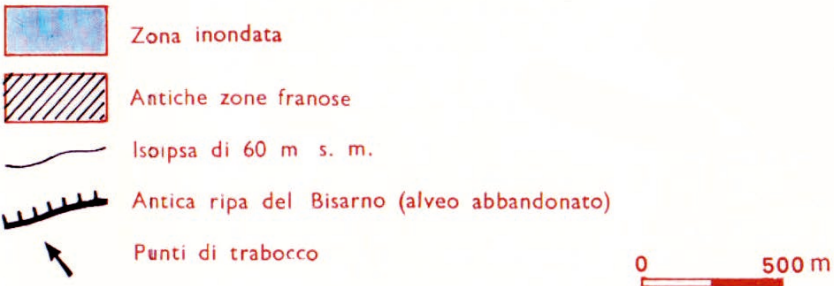 Zona inondata
Antiche zone franose
Isoipsa di 60 m s. m.
Antica ripa del Bisarno (alveo abbandonato)
Punti di trabocco
0 500 m